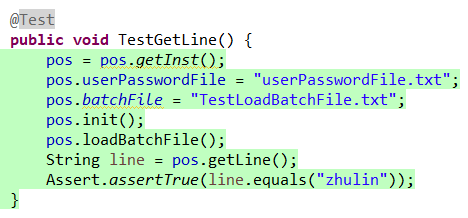 @Test
public void TestGetLine() {
    pos = pos.getInst();
    pos.userPasswordFile = "userPasswordFile.txt";
    pos.batchFile = "TestLoadBatchFile.txt";
    pos.init();
    pos.loadBatchFile();
    String line = pos.getLine();
    Assert.assertTrue(line.equals("zhulin"));
}